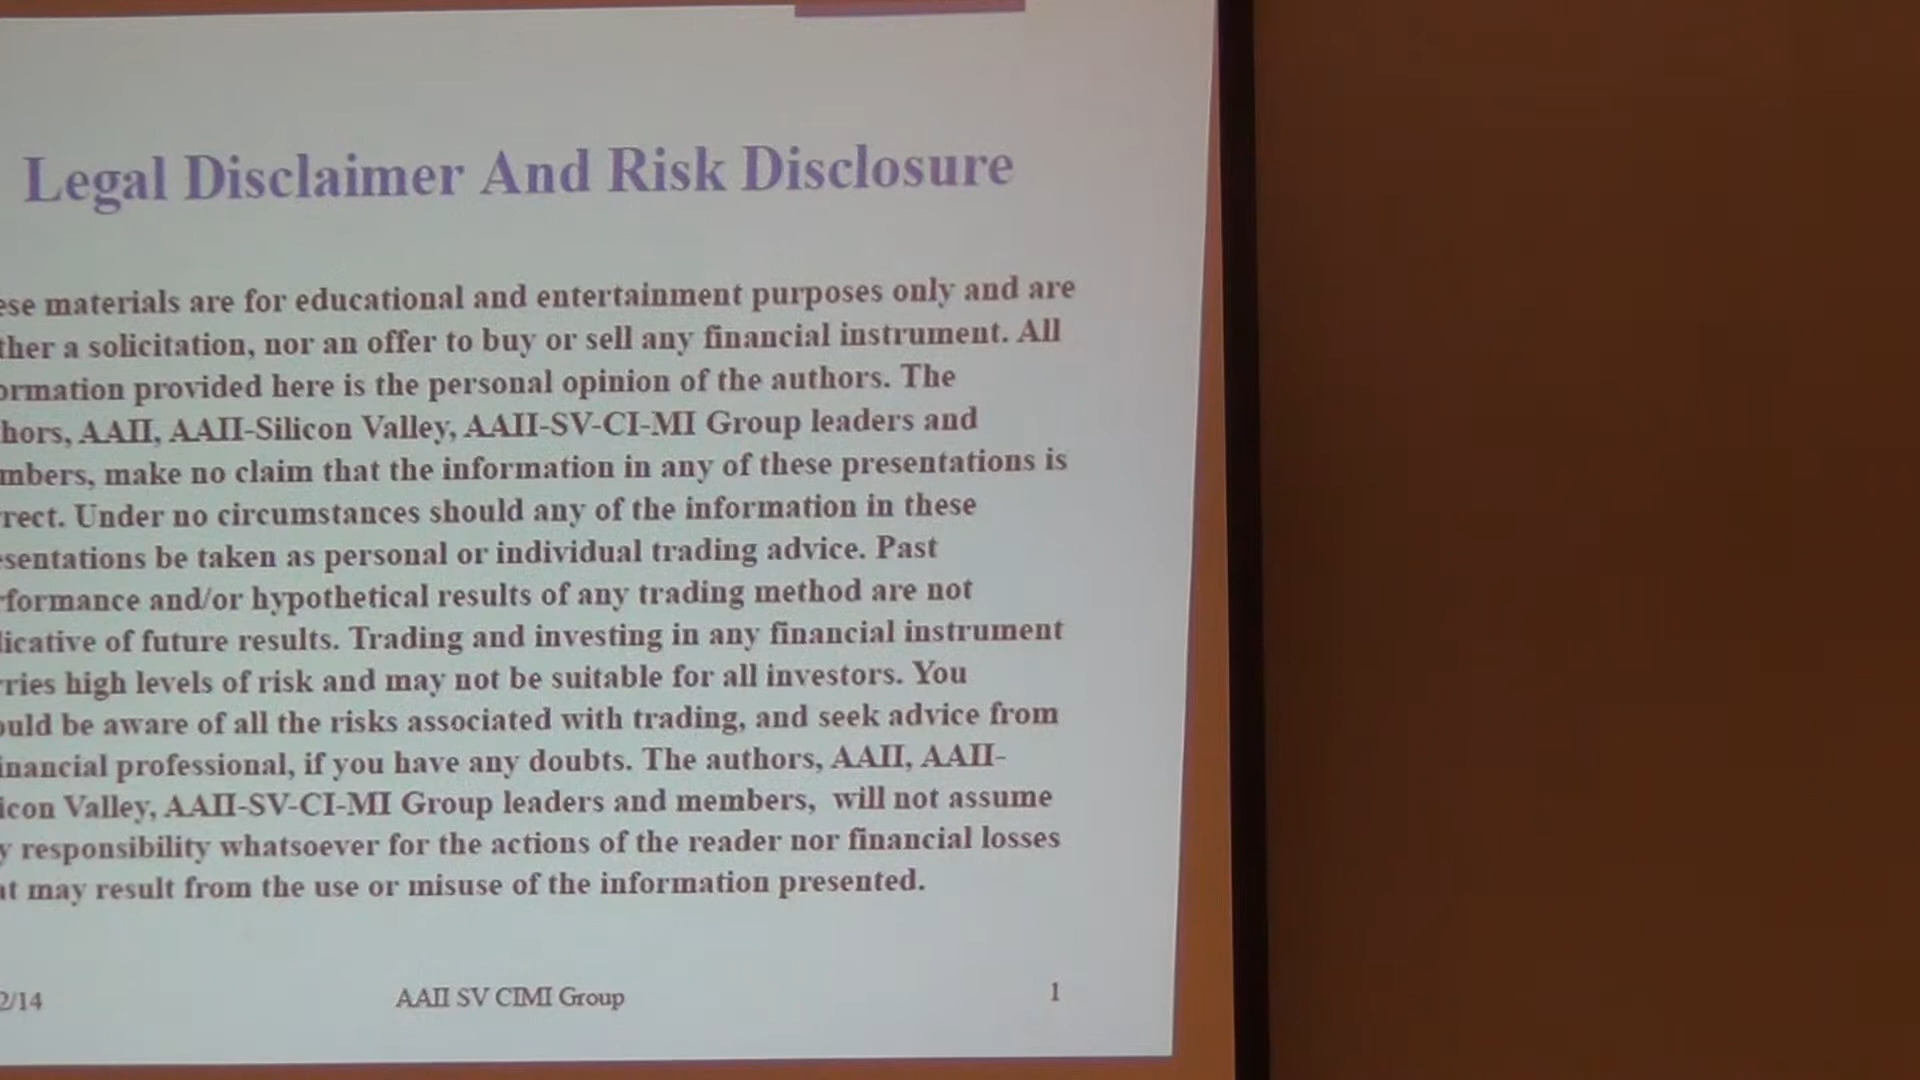 Legal Disclaimer And Risk Disclosure
ese materials are for educational and entertainment purposes only and are
ther a solicitation, nor an offer to buy or sell any financial instrument. All
ormation provided here is the personal opinion of the authors. The
hors, AAII, AAII-Silicon Valley, AAII-SV-CI-MI Group leaders and
mbers, make no claim that the information in any of these presentations is
rrect. Under no circumstances should any of the information in these
esentations be taken as personal or individual trading advice. Past
rformance and/or hypothetical results of any trading method are not
dicative of future results. Trading and investing in any financial instrument
rries high levels of risk and may not be suitable for all investors. You
ould be aware of all the risks associated with trading, and seek advice from
inancial professional, if you have any doubts. The authors, AAII, AAII-
icon Valley, AAII-SV-CI-MI Group leaders and members, will not assume
y responsibility whatsoever for the actions of the reader nor financial losses
at may result from the use or misuse of the information presented.
2/14
AAII SV CIMI Group
1